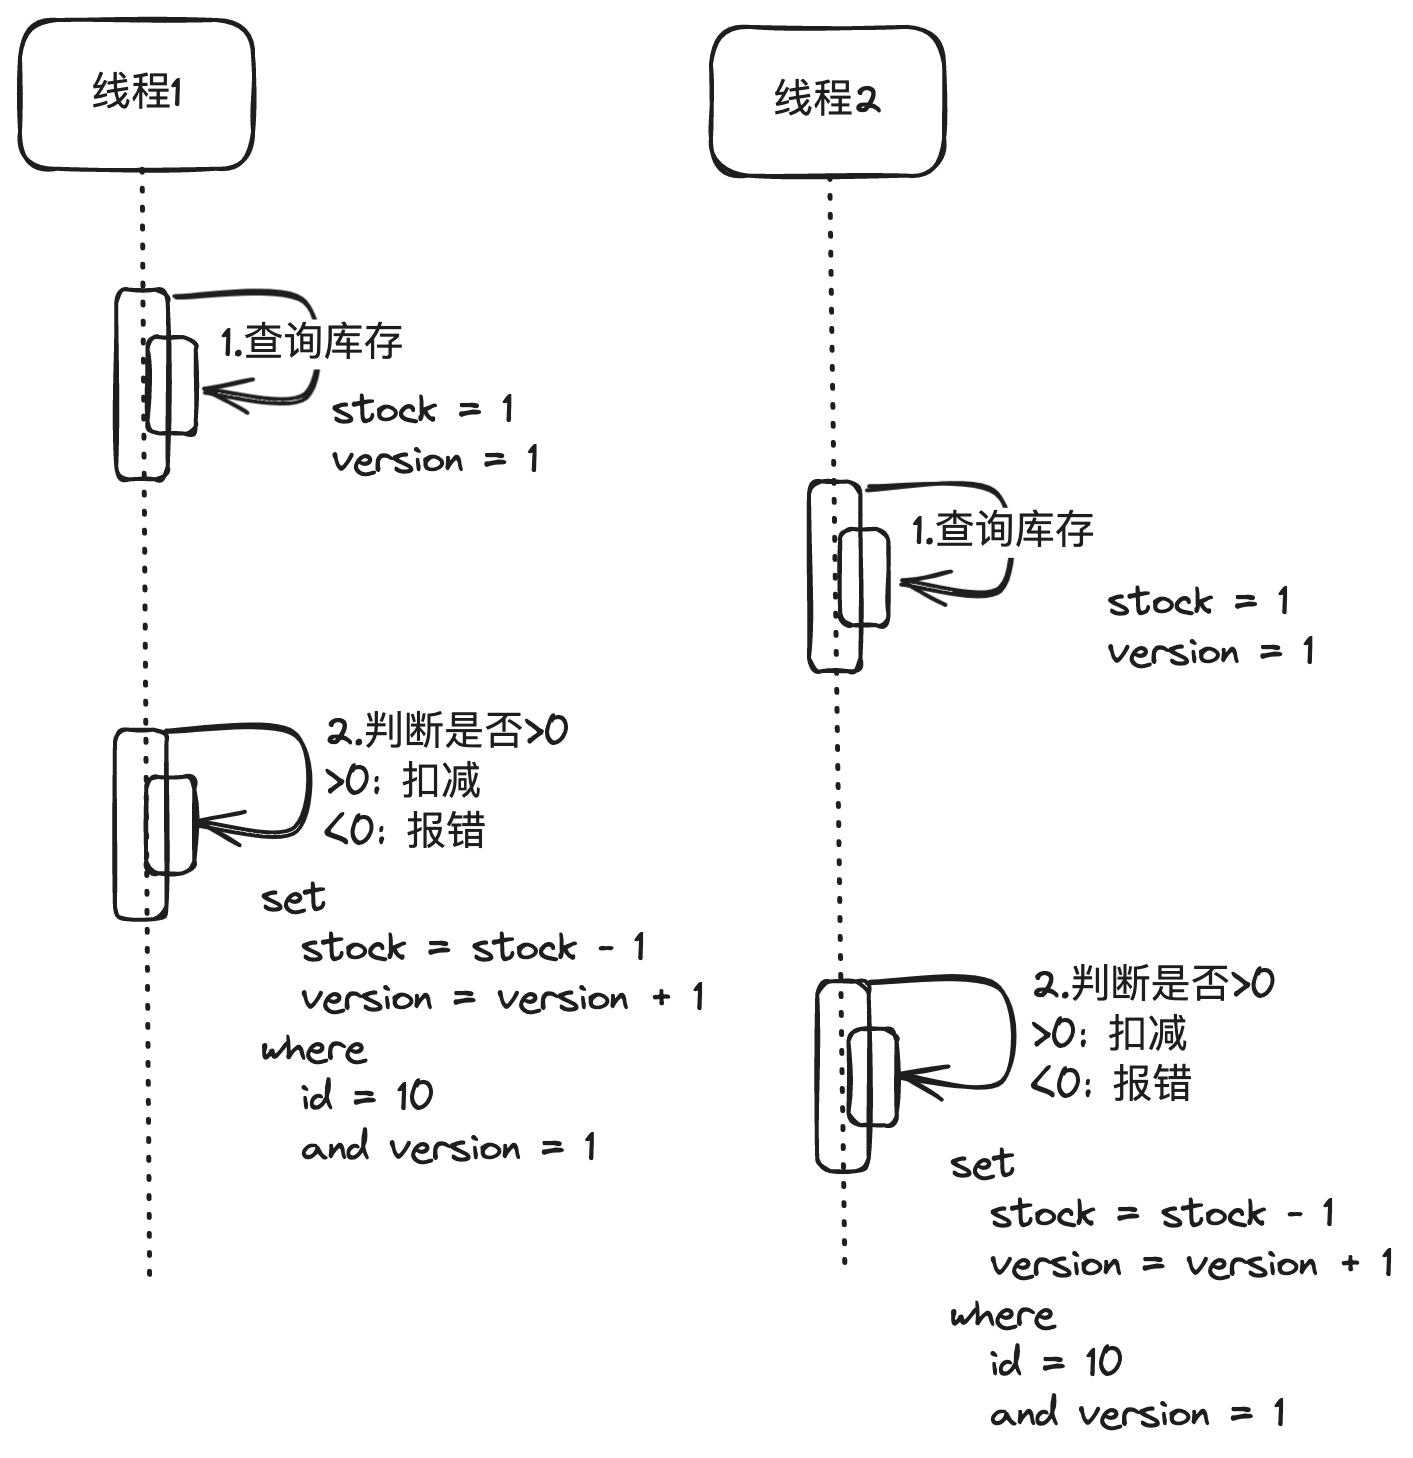 线程1
线程2
1.查询库存
stock = 1
version = 1
1.查询库存
stock = 1
version = 1
2.判断是否>0
>0: 扣减
<0: 报错
set
stock = stock - 1
version = version + 1
where
id = 10
and version = 1
2.判断是否>0
>0: 扣减
<0: 报错
set
stock = stock - 1
version = version + 1
where
id = 10
and version = 1